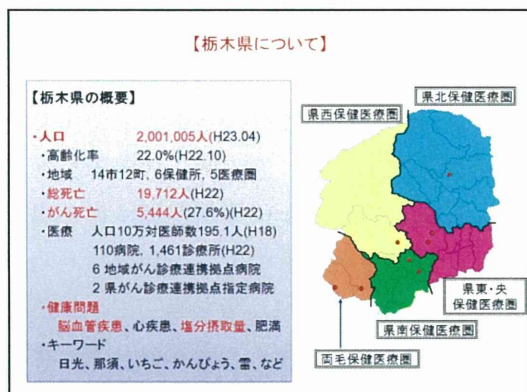 【栃木県について】
【栃木県の概要】
・人口 2,001,005人(H23.04)
・高齢化率 22.0%(H22.10)
・地域 14市12町, 6保健所, 5医療圏
・総死亡 19,712人(H22)
・がん死亡 5,444人(27.6%)(H22)
・医療 人口10万対医師数195.1人(H18)
110病院, 1,461診療所(H22)
6 地域がん診療連携拠点病院
2 県がん診療連携拠点指定病院
・健康問題
脳血管疾患、心疾患、塩分摂取量、肥満
・キーワード
日光、那須、いちご、かんぴょう、雷、など
県北保健医療圏
県西保健医療圏
県東・央
保健医療圏
県南保健医療圏
両毛保健医療圏